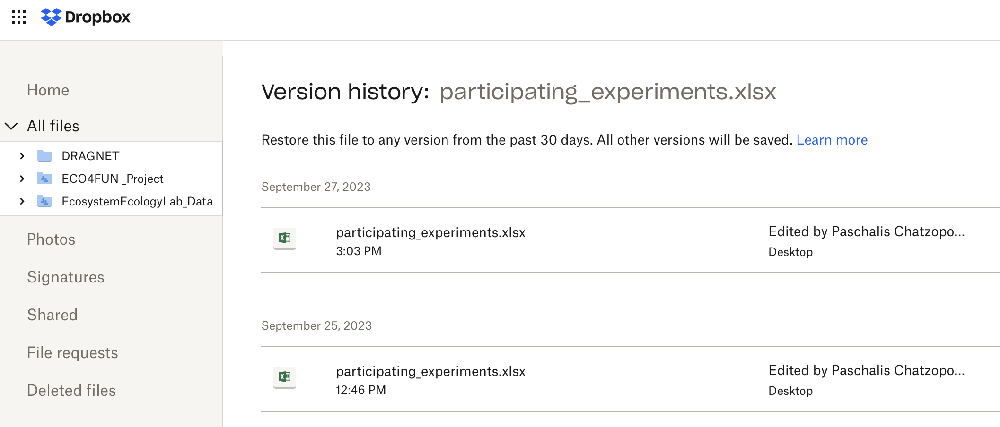 Dropbox
Home
All files
DRAGNET
ECO4FUN _Project
EcosystemEcologyLab_Data
Photos
Signatures
Shared
File requests
Deleted files
Version history: participating_experiments.xlsx
Restore this file to any version from the past 30 days. All other versions will be saved. Learn more
September 27, 2023
participating_experiments.xlsx
3:03 PM
Edited by Paschalis Chatzopo...
Desktop
September 25, 2023
participating_experiments.xlsx
12:46 PM
Edited by Paschalis Chatzopo...
Desktop